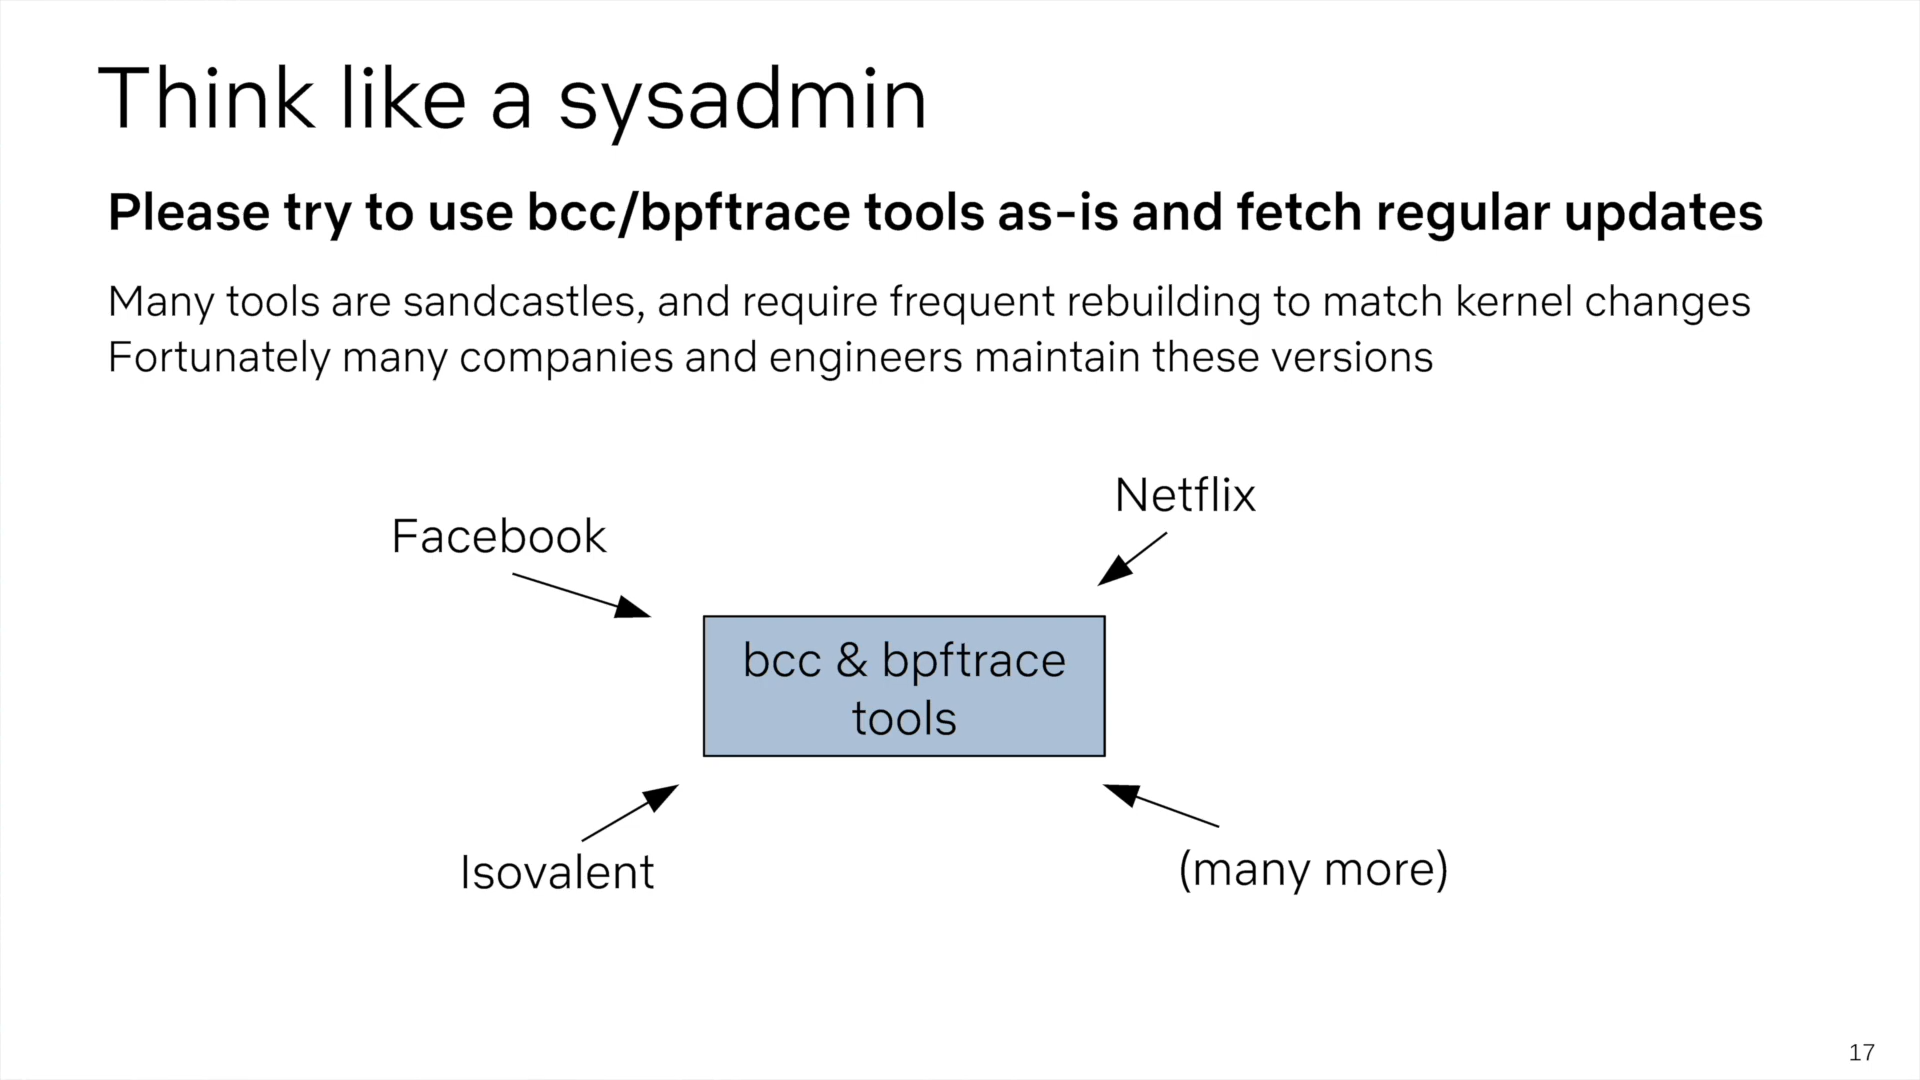 Think like a sysadmin
Please try to use bcc/bpftrace tools as-is and fetch regular updates
Many tools are sandcastles, and require frequent rebuilding to match kernel changes
Fortunately many companies and engineers maintain these versions
Netflix
Facebook
bcc & bpftrace
tools
Isovalent
(many more)
17